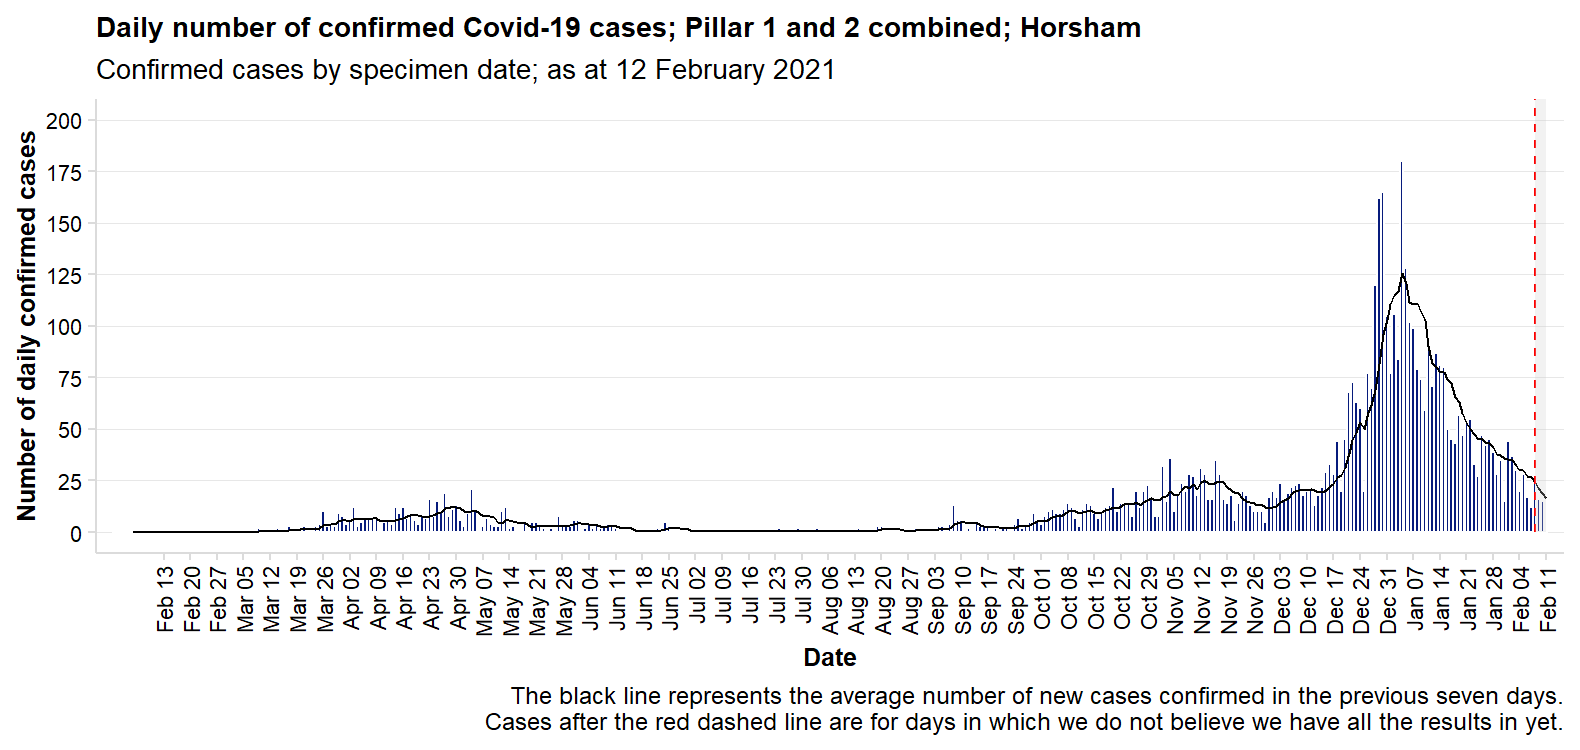 Daily number of confirmed Covid-19 cases; Pillar 1 and 2 combined; Horsham
Confirmed cases by specimen date; as at 12 February 2021
Number of daily confirmed cases
200
175
150
125
100
75
50
25
0
Feb 13
Feb 20
Feb 27
Mar 05
Mar 12
Mar 19
Mar 26
Apr 02
Apr 09
Apr 16
Apr 23
Apr 30
May 07
May 14
May 21
May 28
Jun 04
Jun 11
Jun 18
Jun 25
Jul 02
Jul 09
Jul 16
Jul 23
Jul 30
Aug 06
Aug 13
Aug 20
Aug 27
Sep 03
Sep 10
Sep 17
Sep 24
Oct 01
Oct 08
Oct 15
Oct 22
Oct 29
Nov 05
Nov 12
Nov 19
Nov 26
Dec 03
Dec 10
Dec 17
Dec 24
Dec 31
Jan 07
Jan 14
Jan 21
Jan 28
Feb 04
Feb 11
Date
The black line represents the average number of new cases confirmed in the previous seven days.
Cases after the red dashed line are for days in which we do not believe we have all the results in yet.